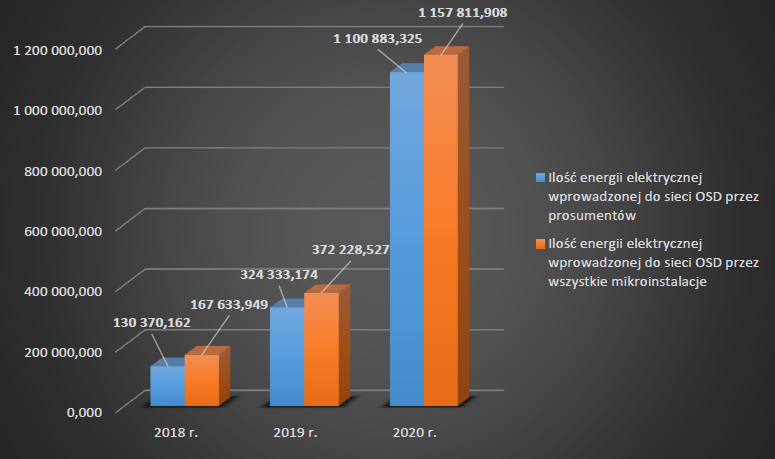 1 157 811,908
1 100 883,325
1 200 000,000
1 000 000,000
800 000,000
600 000,000
400 000,000
200 000,000
0,000
372 228,527
324 333,174
167 633,949
130 370,162
2018 r.
2019 r.
2020 r.
Ilość energii elektrycznej
wprowadzonej do sieci OSD przez
prosumentów
Ilość energii elektrycznej
wprowadzonej do sieci OSD przez
wszystkie mikroinstalacje